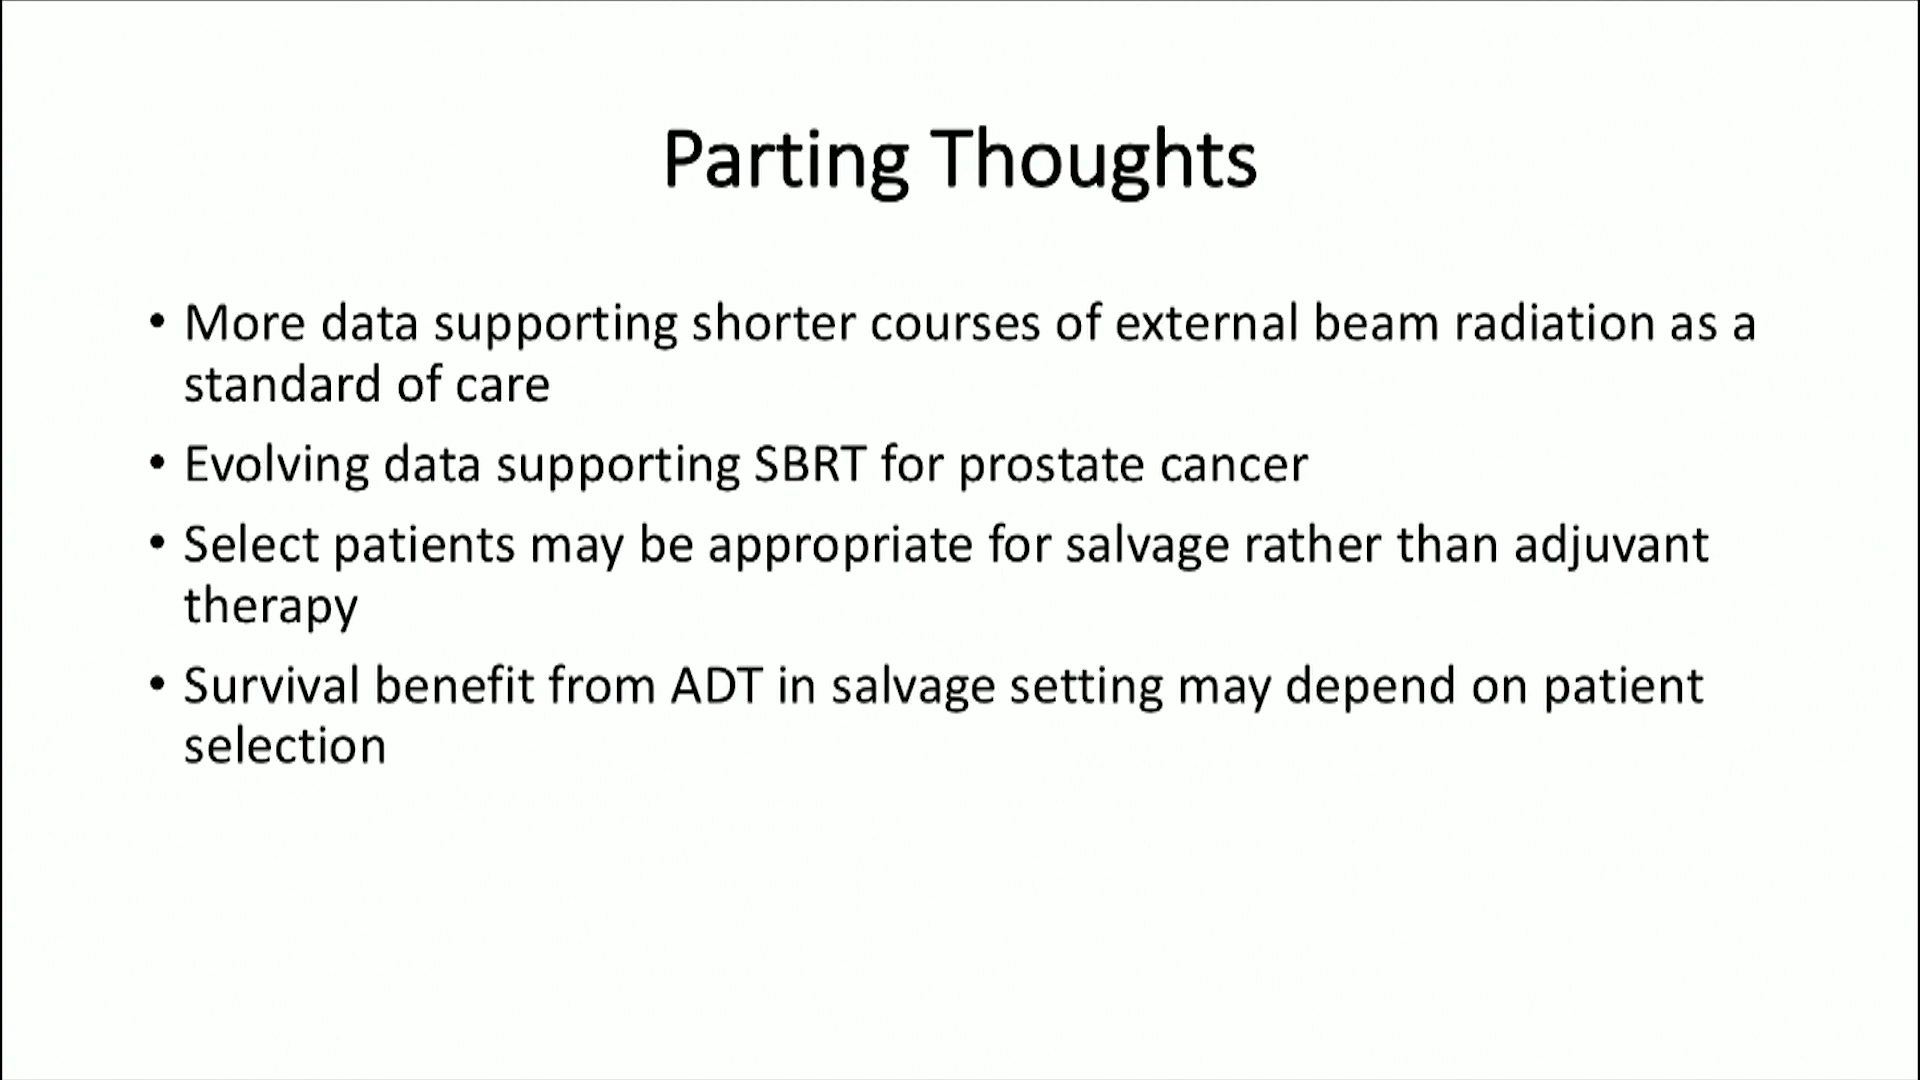 Parting Thoughts
• More data supporting shorter courses of external beam radiation as a
standard of care
• Evolving data supporting SBRT for prostate cancer
• Select patients may be appropriate for salvage rather than adjuvant
therapy
• Survival benefit from ADT in salvage setting may depend on patient
selection